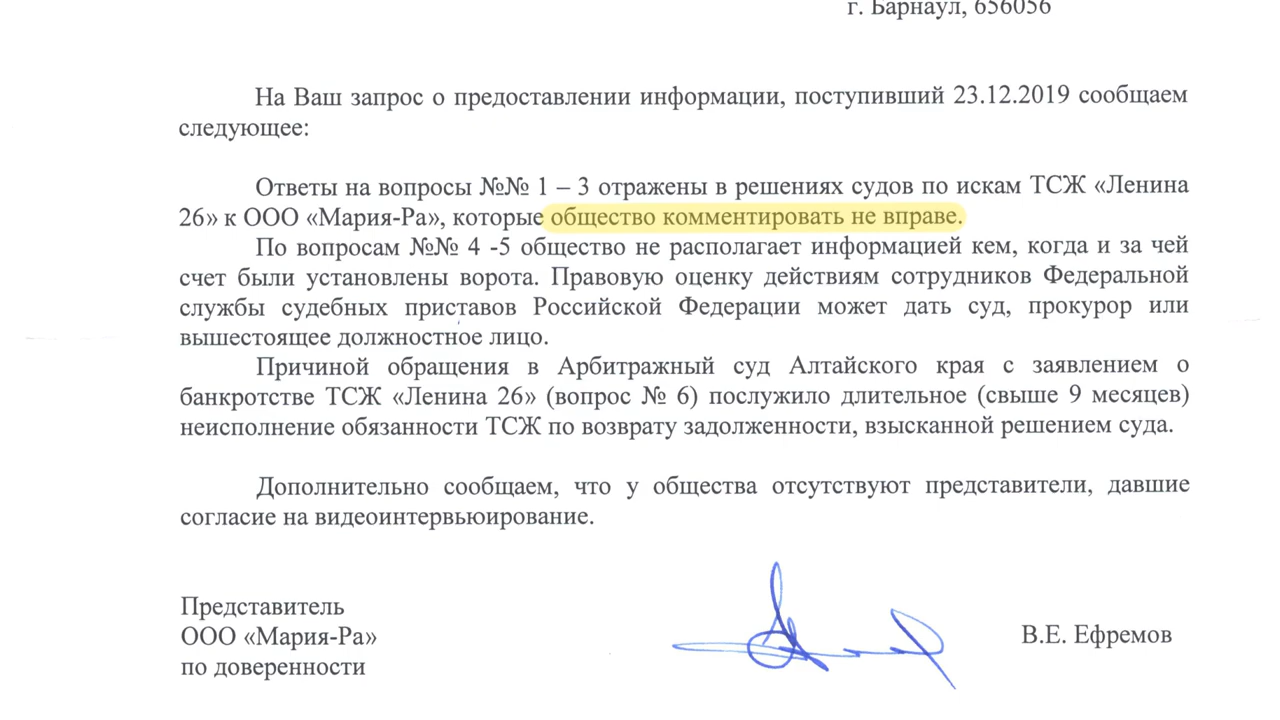 г. Барнаул, 656056
На Ваш запрос о предоставлении информации, поступивший 23.12.2019 сообщаем
следующее:
Ответы на вопросы №№ 1 – 3 отражены в решениях судов по искам ТСЖ «Ленина
26» к ООО «Мария-Ра», которые общество комментировать не вправе.
По вопросам №№ 4 -5 общество не располагает информацией кем, когда и за чей
счет были установлены ворота. Правовую оценку действиям сотрудников Федеральной
службы судебных приставов Российской Федерации может дать суд, прокурор или
вышестоящее должностное лицо.
Причиной обращения в Арбитражный суд Алтайского края с заявлением о
банкротстве ТСЖ «Ленина 26» (вопрос № 6) послужило длительное (свыше 9 месяцев)
неисполнение обязанности ТСЖ по возврату задолженности, взысканной решением суда.
Дополнительно сообщаем, что у общества отсутствуют представители, давшие
согласие на видеоинтервьюирование.
Представитель
ООО «Мария-Ра»
по доверенности
В.Е. Ефремов